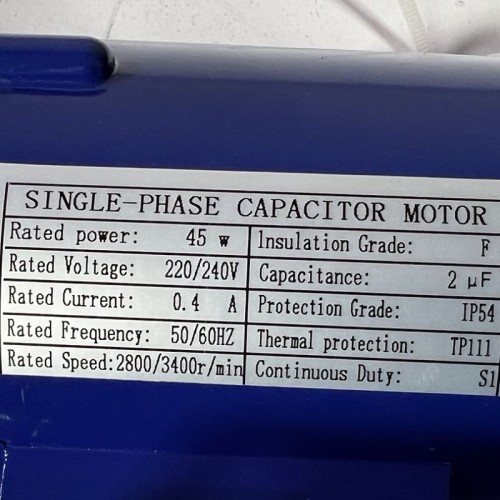 SINGLE-PHASE CAPACITOR MOTOR
Rated power: 45 w Insulation Grade: F
Rated Voltage: 220/240V Capacitance: 2 μF
Rated Current: 0.4 A Protection Grade: IP54
Rated Frequency: 50/60HZ Thermal protection: TP111
Rated Speed:2800/3400r/min Continuous Duty: S1